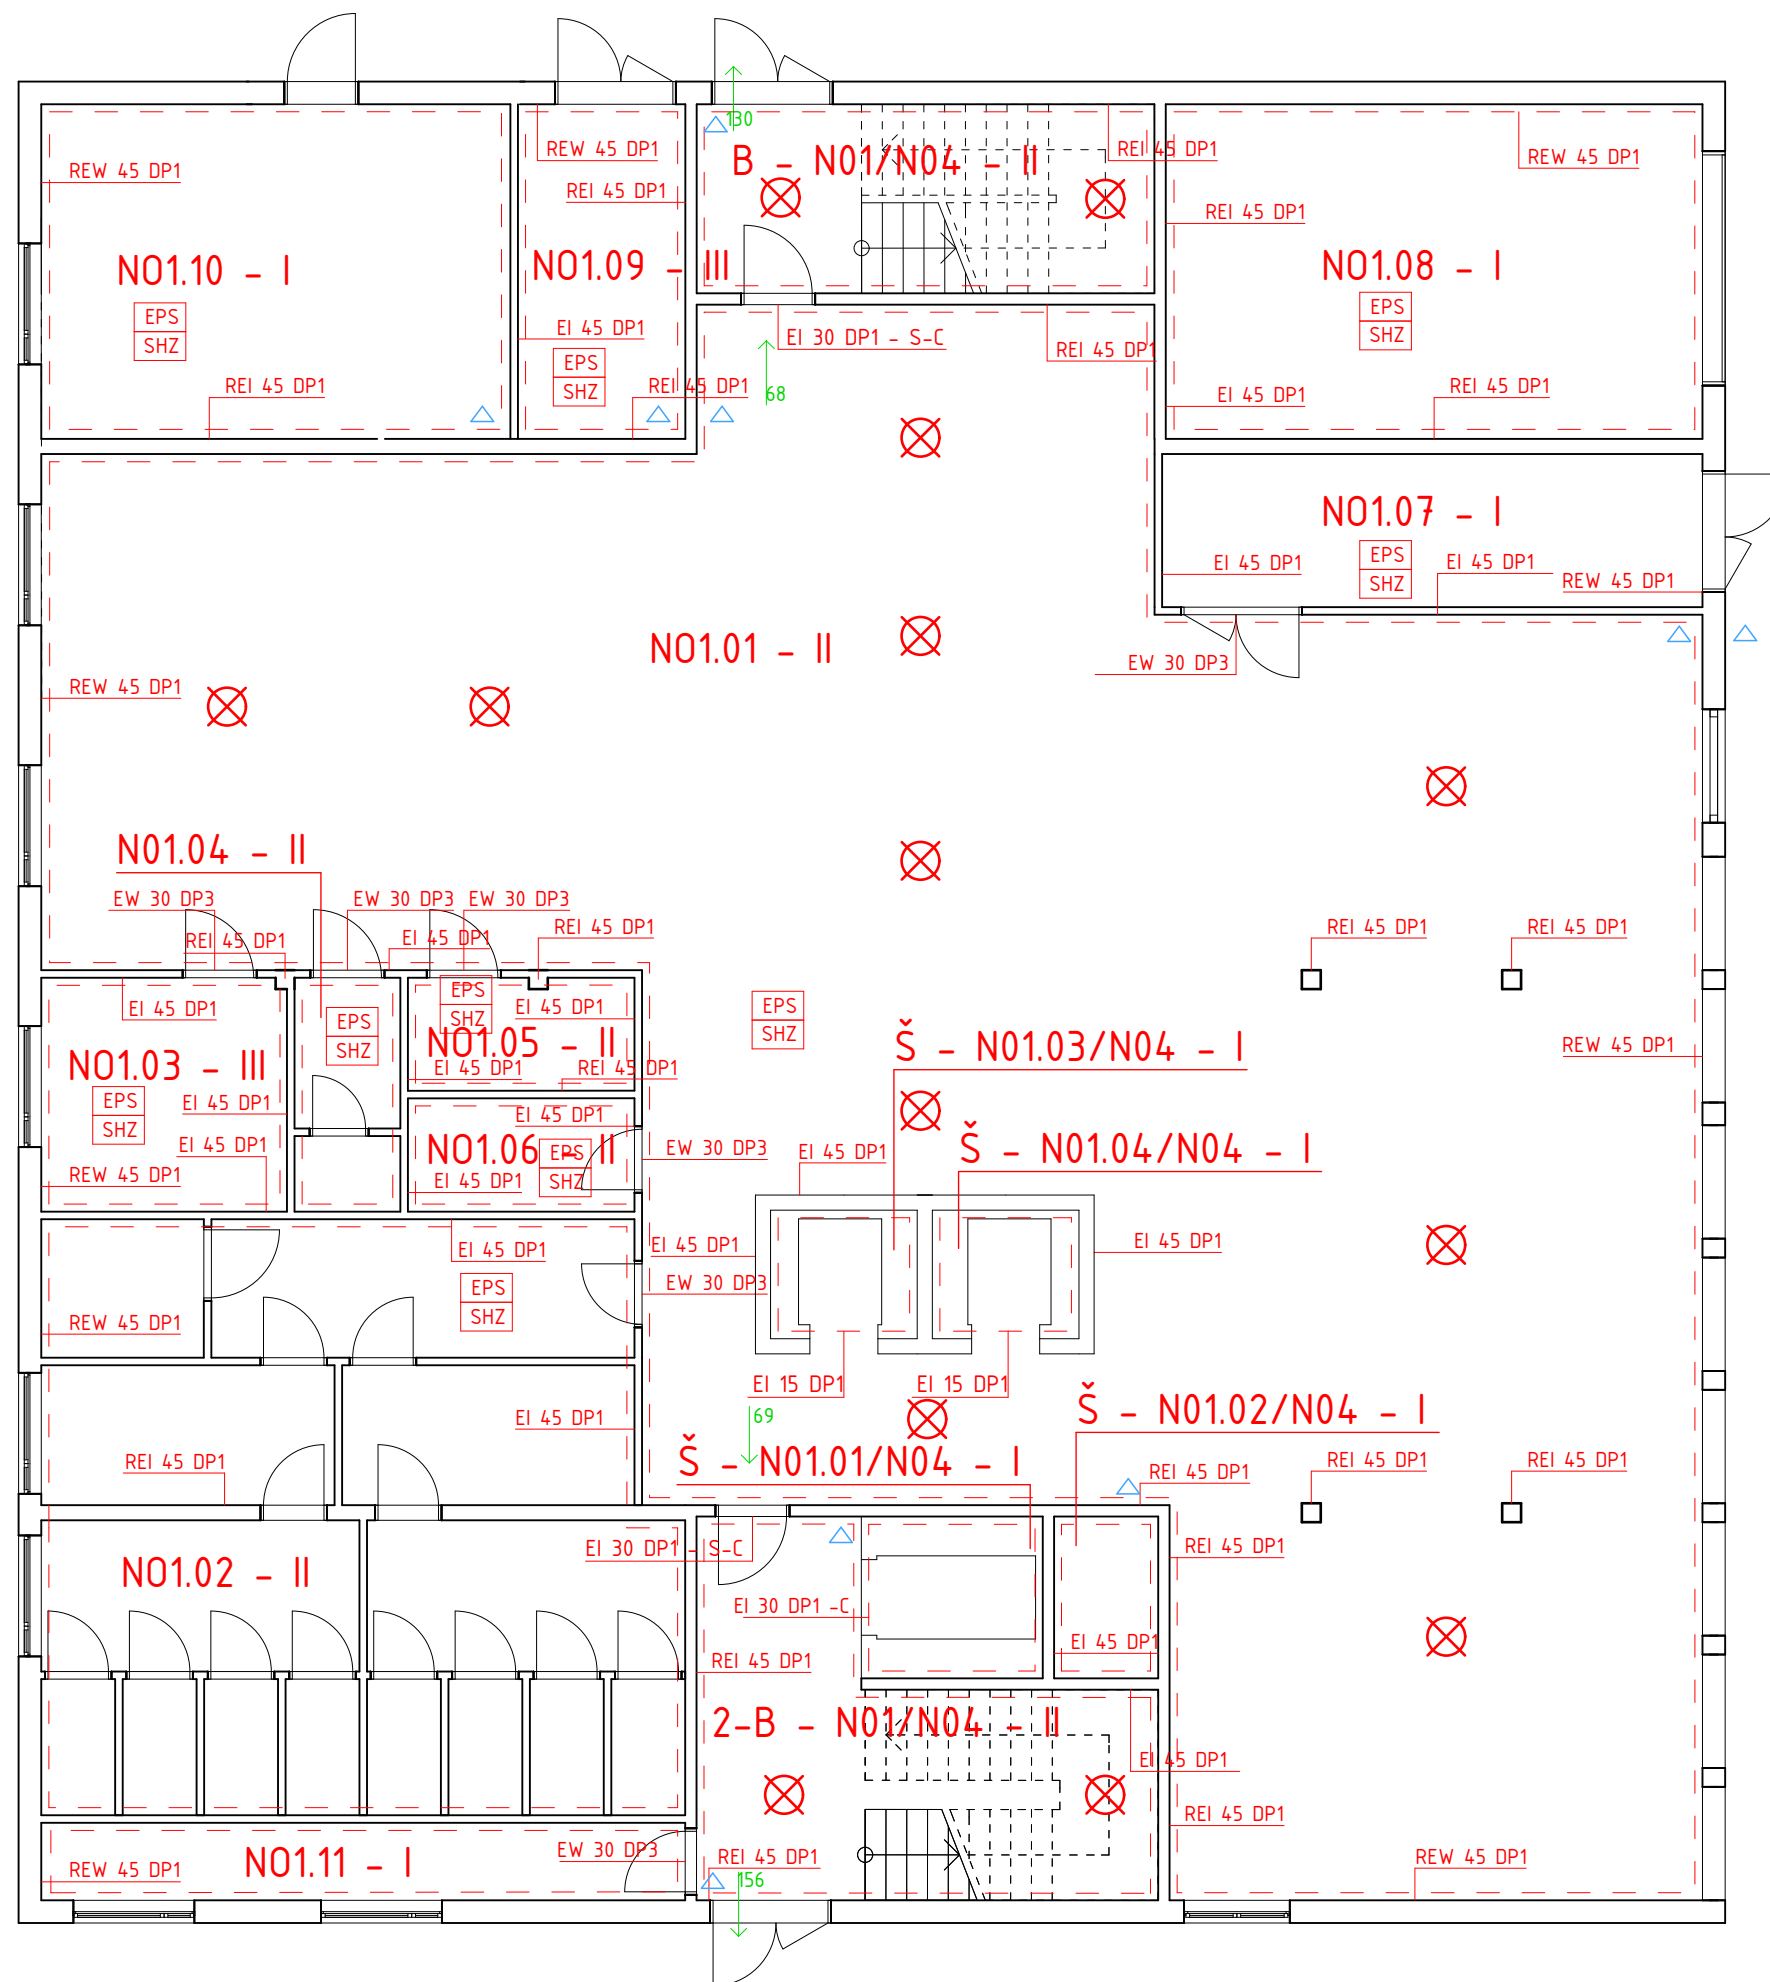 130
REW 45 DP1
REI 45 DP1
REW 45 DP1
B - N01/N04 - II
REW 45 DP1
REI 45 DP1
REI 45 DP1
N01.10 - I
N01.09 - III
N01.08 - I
EPS
SHZ
EI 45 DP1
EI 30 DP1 - S-C
REI 45 DP1
EPS
SHZ
EPS
SHZ
REI 45 DP1
REI 45 DP1
68
EI 45 DP1
REI 45 DP1
N01.07 - I
EPS
SHZ
EI 45 DP1
EI 45 DP1
REW 45 DP1
N01.01 - II
EW 30 DP3
REW 45 DP1
N01.04 - II
EW 30 DP3
EW 30 DP3
EW 30 DP3
REI 45 DP1
EI 45 DP1
REI 45 DP1
REI 45 DP1
REI 45 DP1
EI 45 DP1
EPS
SHZ
EI 45 DP1
EPS
SHZ
EPS
SHZ
N01.03 - III
N01.05 - II
Š - N01.03/N04 - I
REW 45 DP1
EI 45 DP1
REI 45 DP1
EPS
SHZ
EI 45 DP1
EI 45 DP1
EI 45 DP1
N01.06 - II
EPS
SHZ
EW 30 DP3
EI 45 DP1
Š - N01.04/N04 - I
REW 45 DP1
EI 45 DP1
EI 45 DP1
EI 45 DP1
EI 45 DP1
EPS
SHZ
EW 30 DP3
REW 45 DP1
EI 15 DP1
EI 15 DP1
EI 45 DP1
69
Š - N01.02/N04 - I
REI 45 DP1
Š - N01.01/N04 - I
REI 45 DP1
REI 45 DP1
REI 45 DP1
EI 30 DP1 - S-C
REI 45 DP1
N01.02 - II
EI 30 DP1 -C
EI 45 DP1
REI 45 DP1
2-B - N01/N04 - II
EI 45 DP1
REI 45 DP1
N01.11 - I
EW 30 DP3
REI 45 DP1
REW 45 DP1
REW 45 DP1
156